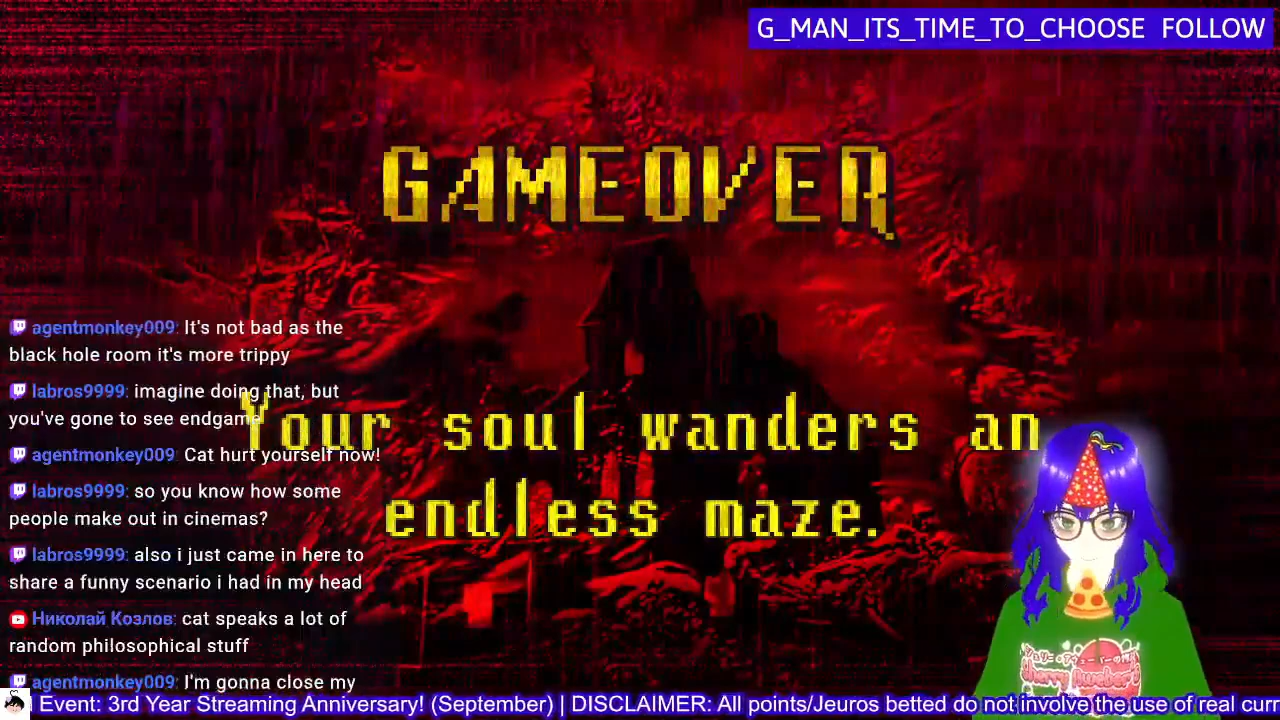 G_MAN_ITS_TIME_TO_CHOOSE FOLLOW
GAMEOVER
Your soul wanders an
endless maze.
agentmonkey009: It's not bad as the
black hole room it's more trippy
labros9999: imagine doing that, but
you've gone to see endgame
agentmonkey009: Cat hurt yourself now!
labros9999: so you know how some
people make out in cinemas?
labros9999: also i just came in here to
share a funny scenario i had in my head
Николай Козлов: cat speaks a lot of
random philosophical stuff
agentmonkey009: I'm gonna close my
Event: 3rd Year Streaming Anniversary! (September) | DISCLAIMER: All points/Jeuros betted do not involve the use of real curr